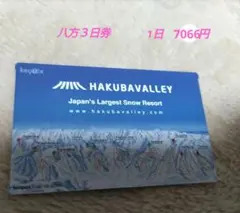 八方３日券　1日 7066円
HAKUBAVALLEY
Japan's Largest Snow Resort
www.hakubavalley.com